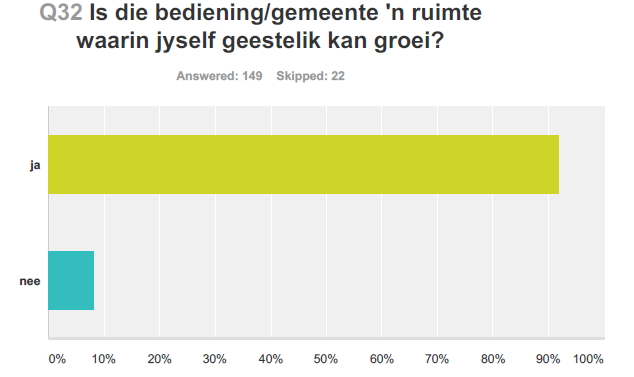 Q32 Is die bediening/gemeente 'n ruimte
waarin jyself geestelik kan groei?
Answered: 149 Skipped: 22
ja
nee
0% 10% 20% 30% 40% 50% 60% 70% 80% 90% 100%